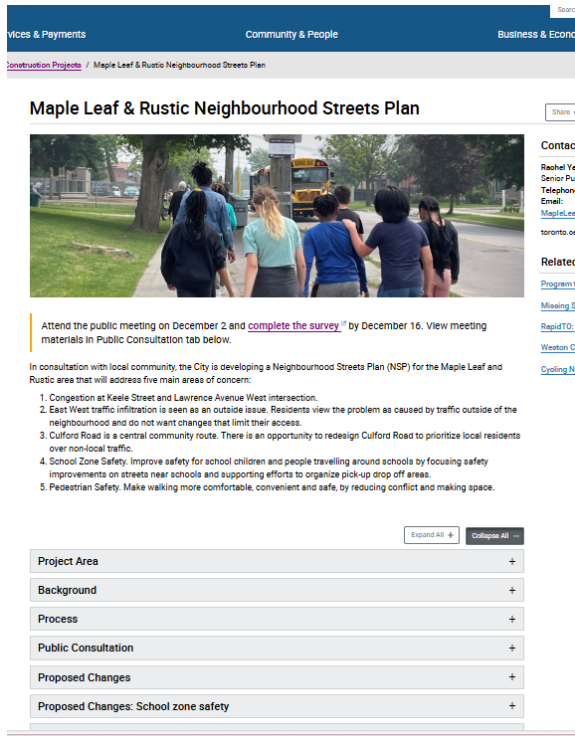 Searc
vices & Payments
Community & People
Business & Econo
Construction Projects / Maple Leaf & Rustic Neighbourhood Streets Plan
Maple Leaf & Rustic Neighbourhood Streets Plan
Share
SCHOOL BUS
Contac
Rachel Ya
Senior Pu
Telephone
Email:
MapleLea
toronto.ca
Related
Program
Missing S
RapidTO:
Weston C
Cycling N
Attend the public meeting on December 2 and complete the survey by December 16. View meeting
materials in Public Consultation tab below.
In consultation with local community, the City is developing a Neighbourhood Streets Plan (NSP) for the Maple Leaf and
Rustic area that will address five main areas of concern:
1. Congestion at Keele Street and Lawrence Avenue West intersection.
2. East West traffic infiltration is seen as an outside issue. Residents view the problem as caused by traffic outside of the
neighbourhood and do not want changes that limit their access.
3. Culford Road is a central community route. There is an opportunity to redesign Culford Road to prioritize local residents
over non-local traffic.
4. School Zone Safety. Improve safety for school children and people travelling around schools by focusing safety
improvements on streets near schools and supporting efforts to organize pick-up drop off areas.
5. Pedestrian Safety. Make walking more comfortable, convenient and safe, by reducing conflict and making space.
Expand All +
Collapse All −
Project Area +
Background +
Process +
Public Consultation +
Proposed Changes +
Proposed Changes: School zone safety +